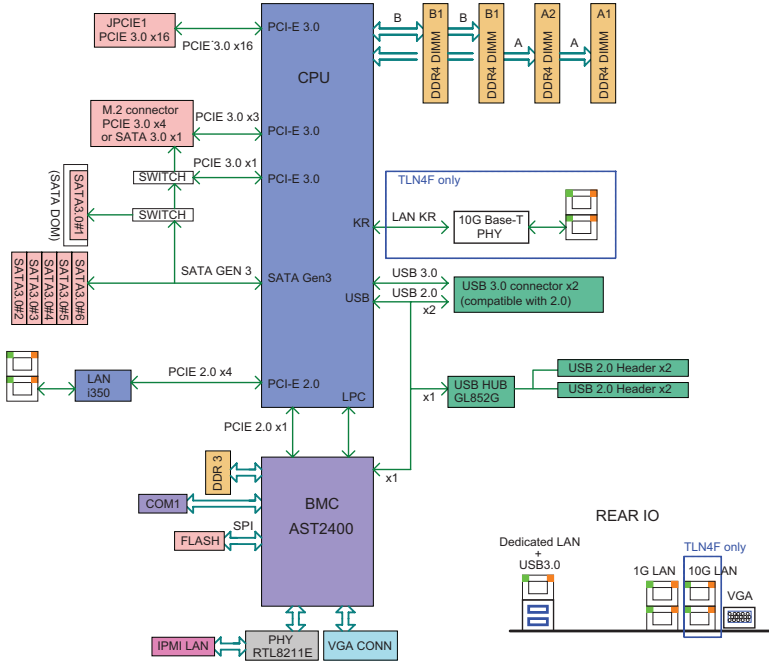 JPCIE1
PCIE 3.0 x16
PCIE 3.0 x16
PCI-E 3.0
CPU
B
B
A
A
B1
DDR4 DIMM
B1
DDR4 DIMM
A2
DDR4 DIMM
A1
DDR4 DIMM
M.2 connector
PCIE 3.0 x4
or SATA 3.0 x1
PCIE 3.0 x3
PCI-E 3.0
PCIE 3.0 x1
PCI-E 3.0
SWITCH
SWITCH
SATA3.0#1
(SATA DOM)
TLN4F only
KR
LAN KR
10G Base-T
PHY
SATA3.0#2
SATA3.0#3
SATA3.0#4
SATA3.0#5
SATA3.0#6
SATA GEN 3
SATA Gen3
USB
USB 3.0
USB 2.0
x2
USB 3.0 connector x2
(compatible with 2.0)
LAN
i350
PCIE 2.0 x4
PCI-E 2.0
LPC
x1
USB HUB
GL852G
USB 2.0 Header x2
USB 2.0 Header x2
PCIE 2.0 x1
x1
DDR 3
COM1
FLASH
SPI
BMC
AST2400
IPMI LAN
PHY
RTL8211E
VGA CONN
REAR IO
Dedicated LAN
+
USB3.0
TLN4F only
1G LAN
10G LAN
VGA